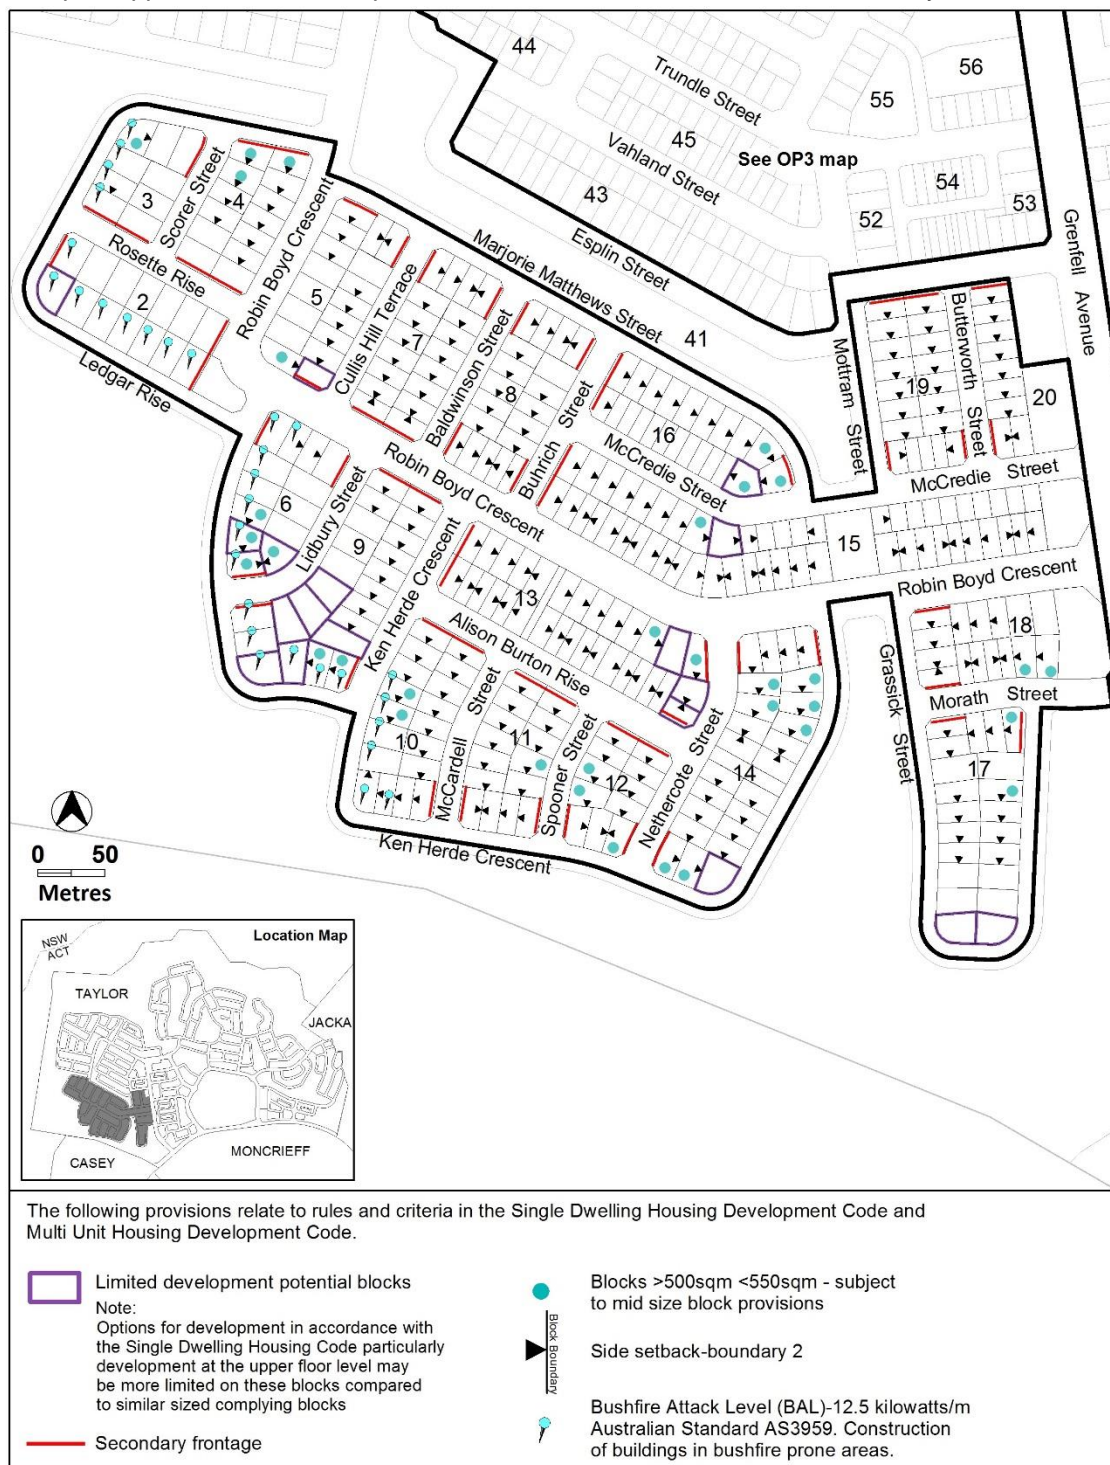 44
56
55
Trundle Street
45
Vahland Street
See OP3 map
54
43
53
52
Esplin Street
Grenfell Avenue
3
Scorer Street
4
Rosette Rise
2
Robin Boyd Crescent
5
Ledgar Rise
Marjorie Matthews Street
41
Cullis Hill Terrace
7
Baldwinson Street
8
Buhrich Street
16
McCredie Street
Mottram Street
19
Butterworth Street
20
McCredie Street
15
Robin Boyd Crescent
Robin Boyd Crescent
6
Lidbury Street
9
Ken Herde Crescent
13
Alison Burton Rise
18
Morath Street
Grassick Street
17
10
McCardell Street
11
Spooner Street
12
Nethercote Street
14
Ken Herde Crescent
0 50
Metres
Location Map
NSW
ACT
TAYLOR
JACKA
MONCRIEFF
CASEY
The following provisions relate to rules and criteria in the Single Dwelling Housing Development Code and
Multi Unit Housing Development Code.
Limited development potential blocks
Note:
Options for development in accordance with
the Single Dwelling Housing Code particularly
development at the upper floor level may
be more limited on these blocks compared
to similar sized complying blocks
Secondary frontage
Blocks >500sqm <550sqm - subject
to mid size block provisions
Block Boundary
Side setback-boundary 2
Bushfire Attack Level (BAL)-12.5 kilowatts/m
Australian Standard AS3959. Construction
of buildings in bushfire prone areas.